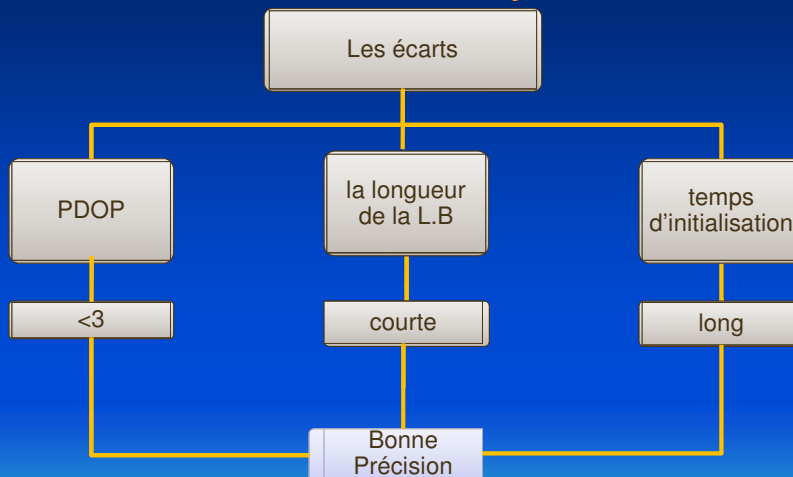 Les écarts
PDOP
la longueur
de la L.B
temps
d'initialisation
<3
courte
long
Bonne
Précision